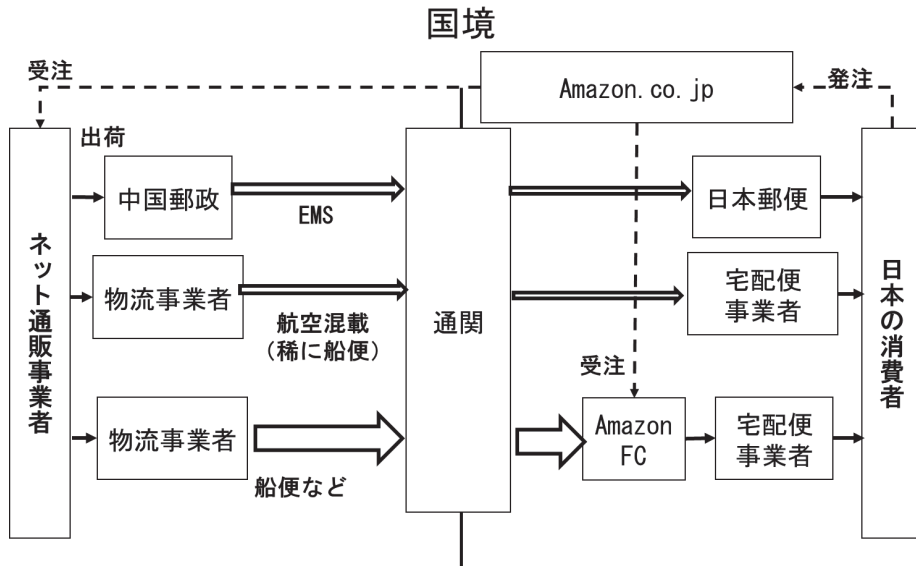 国境
受注
Amazon.co.jp
発注
出荷
ネット通販事業者
中国郵政
EMS
物流事業者
航空混載
（稀に船便）
物流事業者
船便など
通関
日本郵便
宅配便
事業者
受注
Amazon
FC
宅配便
事業者
日本の消費者